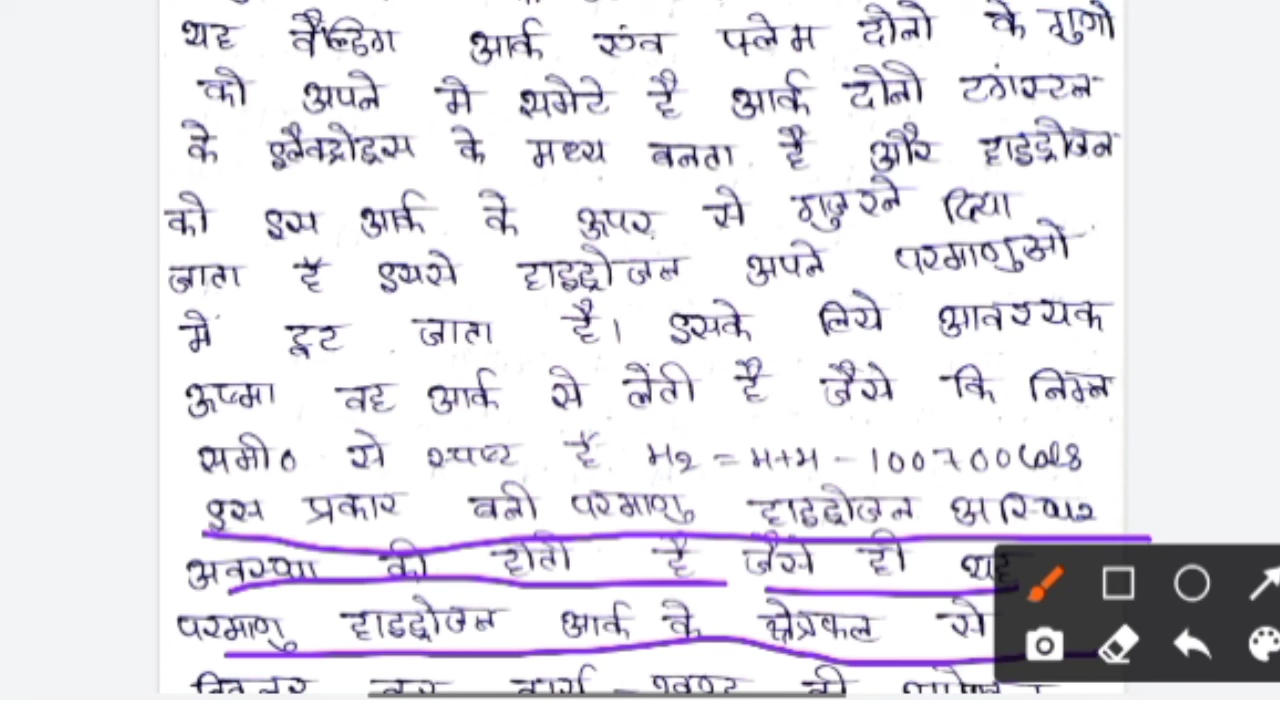 यह वैल्डिग आर्क एंव फ्लेम दोनो के गुणो
को अपने मे समेटे है आर्क दोनो टंगस्टन
के इलैक्ट्रोड्स के मध्य बनता है और हाइड्रोजन
को इस आर्क के ऊपर से गुजरने दिया
जाता है इससे हाइड्रोजन अपने परमाणुओ
में टूट जाता है। इसके लिये आवश्यक
ऊष्मा वह आर्क से लेती है जैसे कि निम्न
समी० से स्पष्ट है H2 = H+H - 100700 Cals
इस प्रकार बनी परमाणु हाइड्रोजन अस्थिर
अवस्था की होती है जैसे ही यह
परमाणु हाइड्रोजन आर्क के क्षेत्रफल से